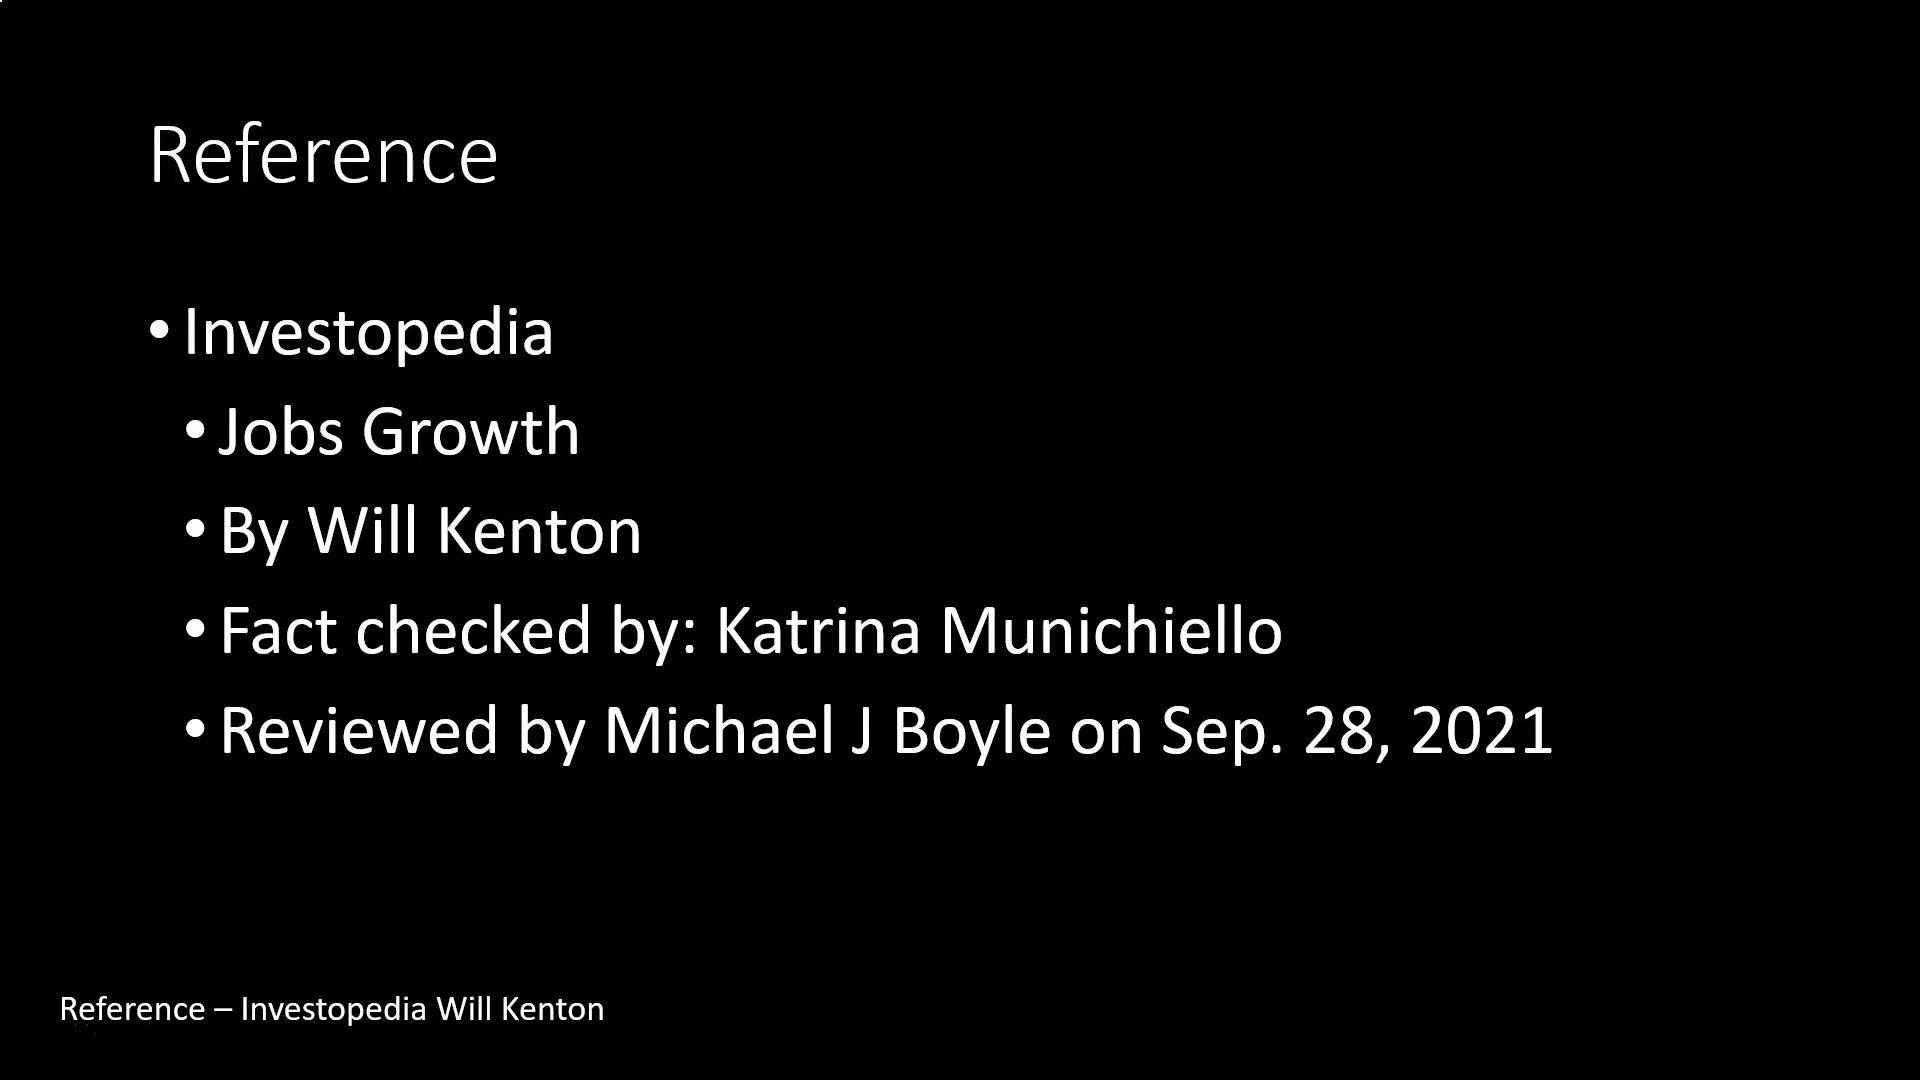 Reference
• Investopedia
• Jobs Growth
• By Will Kenton
• Fact checked by: Katrina Munichiello
• Reviewed by Michael J Boyle on Sep. 28, 2021
Reference – Investopedia Will Kenton